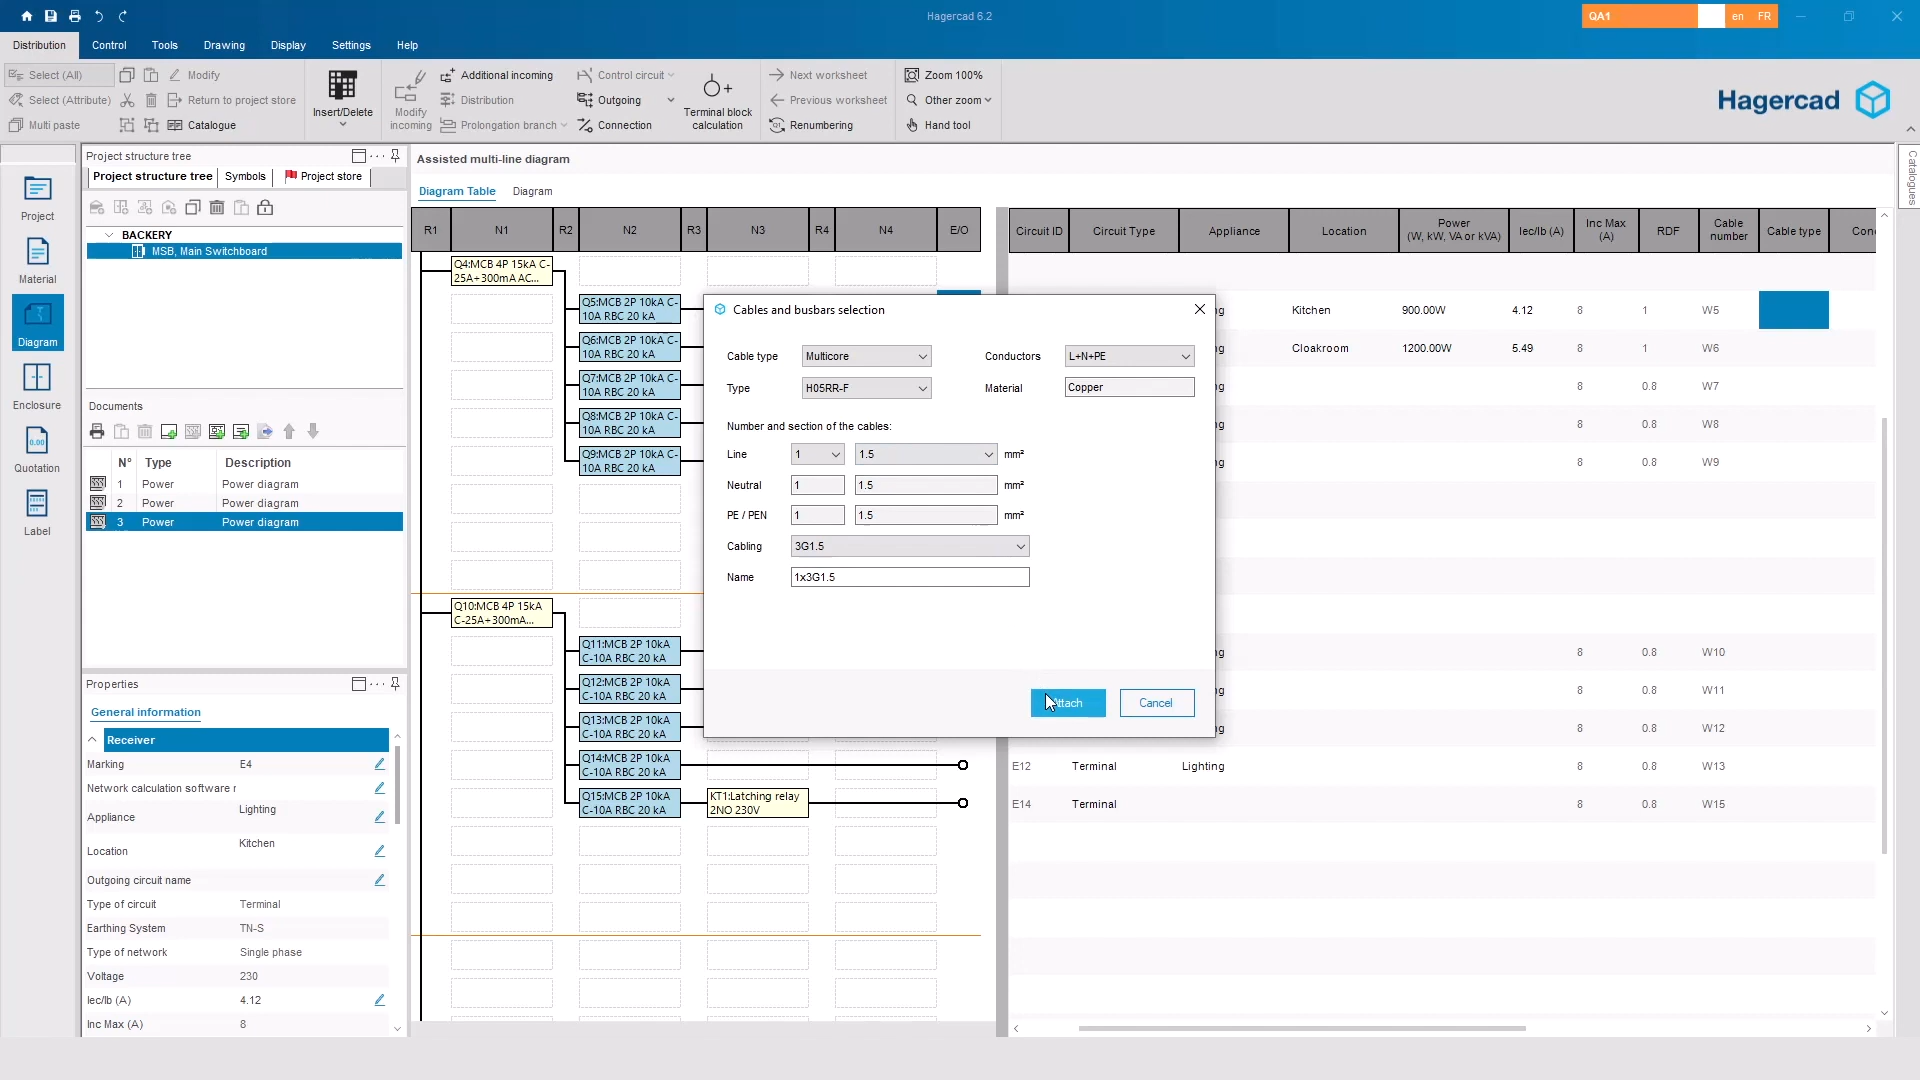 Hagercad 6.2
QA1
en
FR
Distribution
Control
Tools
Drawing
Display
Settings
Help
Select (All)
Modify
Select (Attribute)
Return to project store
Multi paste
Catalogue
Insert/Delete
Modify
incoming
Additional incoming
Distribution
Prolongation branch
Control circuit
Outgoing
Connection
Terminal block
calculation
Next worksheet
Previous worksheet
Renumbering
Zoom 100%
Other zoom
Hand tool
Hagercad
Catalogues
Project
Material
Diagram
Enclosure
Quotation
Label
Project structure tree
Project structure tree
Symbols
Project store
BACKERY
MSB, Main Switchboard
Documents
N°
Type
Description
1 Power Power diagram
2 Power Power diagram
3 Power Power diagram
Properties
General information
Receiver
Marking E4
Network calculation software r
Appliance Lighting
Location Kitchen
Outgoing circuit name
Type of circuit Terminal
Earthing System TN-S
Type of network Single phase
Voltage 230
Iec/Ib (A) 4.12
Inc Max (A) 8
Assisted multi-line diagram
Diagram Table
Diagram
R1 N1 R2 N2 R3 N3 R4 N4 E/O
Q4:MCB 4P 15kA C-
25A+300mA AC...
Q5:MCB 2P 10kA C-
10A RBC 20 kA
Q6:MCB 2P 10kA C-
10A RBC 20 kA
Q7:MCB 2P 10kA C-
10A RBC 20 kA
Q8:MCB 2P 10kA C-
10A RBC 20 kA
Q9:MCB 2P 10kA C-
10A RBC 20 kA
Q10:MCB 4P 15kA
C-25A+300mA...
Q11:MCB 2P 10kA
C-10A RBC 20 kA
Q12:MCB 2P 10kA
C-10A RBC 20 kA
Q13:MCB 2P 10kA
C-10A RBC 20 kA
Q14:MCB 2P 10kA
C-10A RBC 20 kA
Q15:MCB 2P 10kA
C-10A RBC 20 kA
KT1:Latching relay
2NO 230V
Cables and busbars selection
Cable type Multicore
Conductors L+N+PE
Type H05RR-F
Material Copper
Number and section of the cables:
Line 1 1.5 mm²
Neutral 1 1.5 mm²
PE / PEN 1 1.5 mm²
Cabling 3G1.5
Name 1x3G1.5
Attach
Cancel
Circuit ID
Circuit Type
Appliance
Location
Power
(W, kW, VA or kVA)
Iec/Ib (A)
Inc Max
(A)
RDF
Cable
number
Cable type
Con
ng Kitchen 900.00W 4.12 8 1 W5
ng Cloakroom 1200.00W 5.49 8 1 W6
ng 8 0.8 W7
ng 8 0.8 W8
ng 8 0.8 W9
ng 8 0.8 W10
ng 8 0.8 W11
ng 8 0.8 W12
E12 Terminal Lighting 8 0.8 W13
E14 Terminal 8 0.8 W15